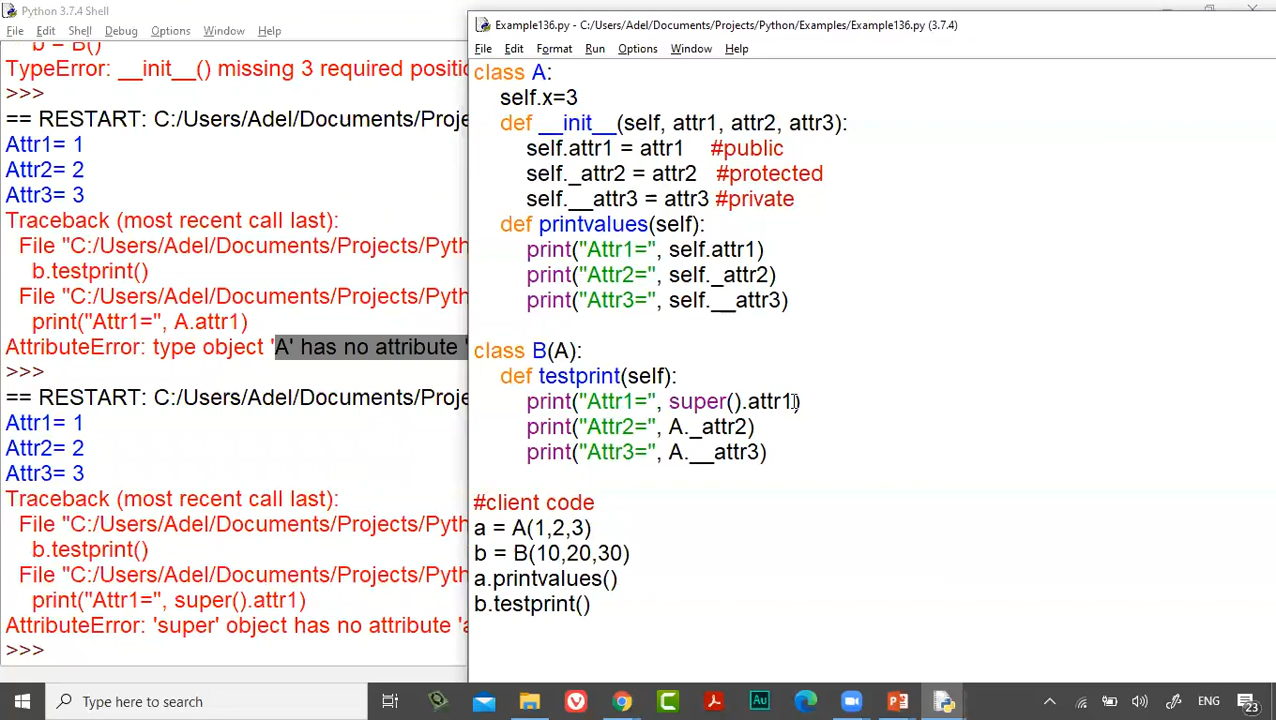 Python 3.7.4 Shell
File Edit Shell Debug Options Window Help
b = B()
TypeError: __init__() missing 3 required positio
>>>
== RESTART: C:/Users/Adel/Documents/Proje
Attr1= 1
Attr2= 2
Attr3= 3
Traceback (most recent call last):
File "C:/Users/Adel/Documents/Projects/Pyth
b.testprint()
File "C:/Users/Adel/Documents/Projects/Pyth
print("Attr1=", A.attr1)
AttributeError: type object 'A' has no attribute '
>>>
== RESTART: C:/Users/Adel/Documents/Proje
Attr1= 1
Attr2= 2
Attr3= 3
Traceback (most recent call last):
File "C:/Users/Adel/Documents/Projects/Pyth
b.testprint()
File "C:/Users/Adel/Documents/Projects/Pyth
print("Attr1=", super().attr1)
AttributeError: 'super' object has no attribute 'a
>>>
Example136.py - C:/Users/Adel/Documents/Projects/Python/Examples/Example136.py (3.7.4)
File Edit Format Run Options Window Help
class A:
self.x=3
def __init__(self, attr1, attr2, attr3):
self.attr1 = attr1 #public
self._attr2 = attr2 #protected
self.__attr3 = attr3 #private
def printvalues(self):
print("Attr1=", self.attr1)
print("Attr2=", self._attr2)
print("Attr3=", self.__attr3)
class B(A):
def testprint(self):
print("Attr1=", super().attr1)
print("Attr2=", A._attr2)
print("Attr3=", A.__attr3)
#client code
a = A(1,2,3)
b = B(10,20,30)
a.printvalues()
b.testprint()
Type here to search
Au
ENG
23